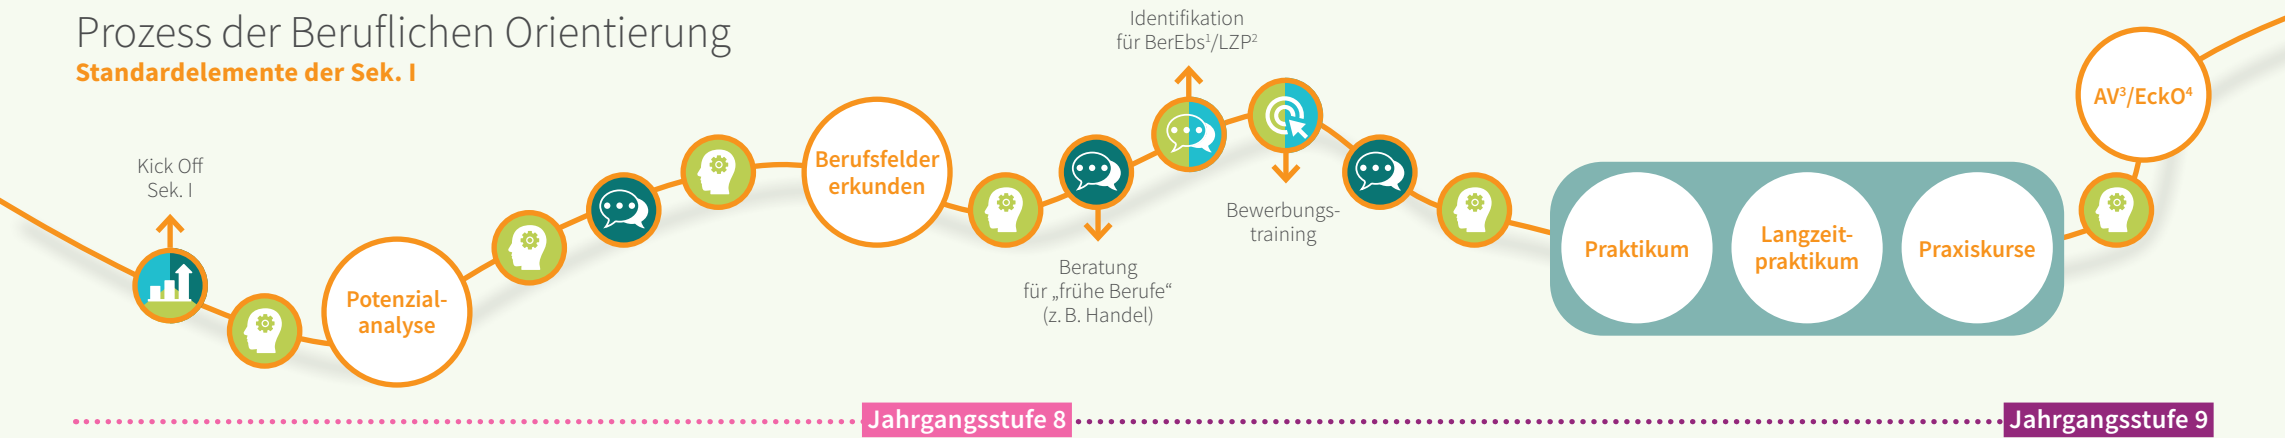 Prozess der Beruflichen Orientierung
Standardelemente der Sek. I
Kick Off
Sek. I
Potenzial-
analyse
Berufsfelder
erkunden
Beratung
für „frühe Berufe“
(z. B. Handel)
Identifikation
für BerEbs¹/LZP²
Bewerbungs-
training
Praktikum
Langzeit-
praktikum
Praxiskurse
AV³/EckO⁴
Jahrgangsstufe 8
Jahrgangsstufe 9